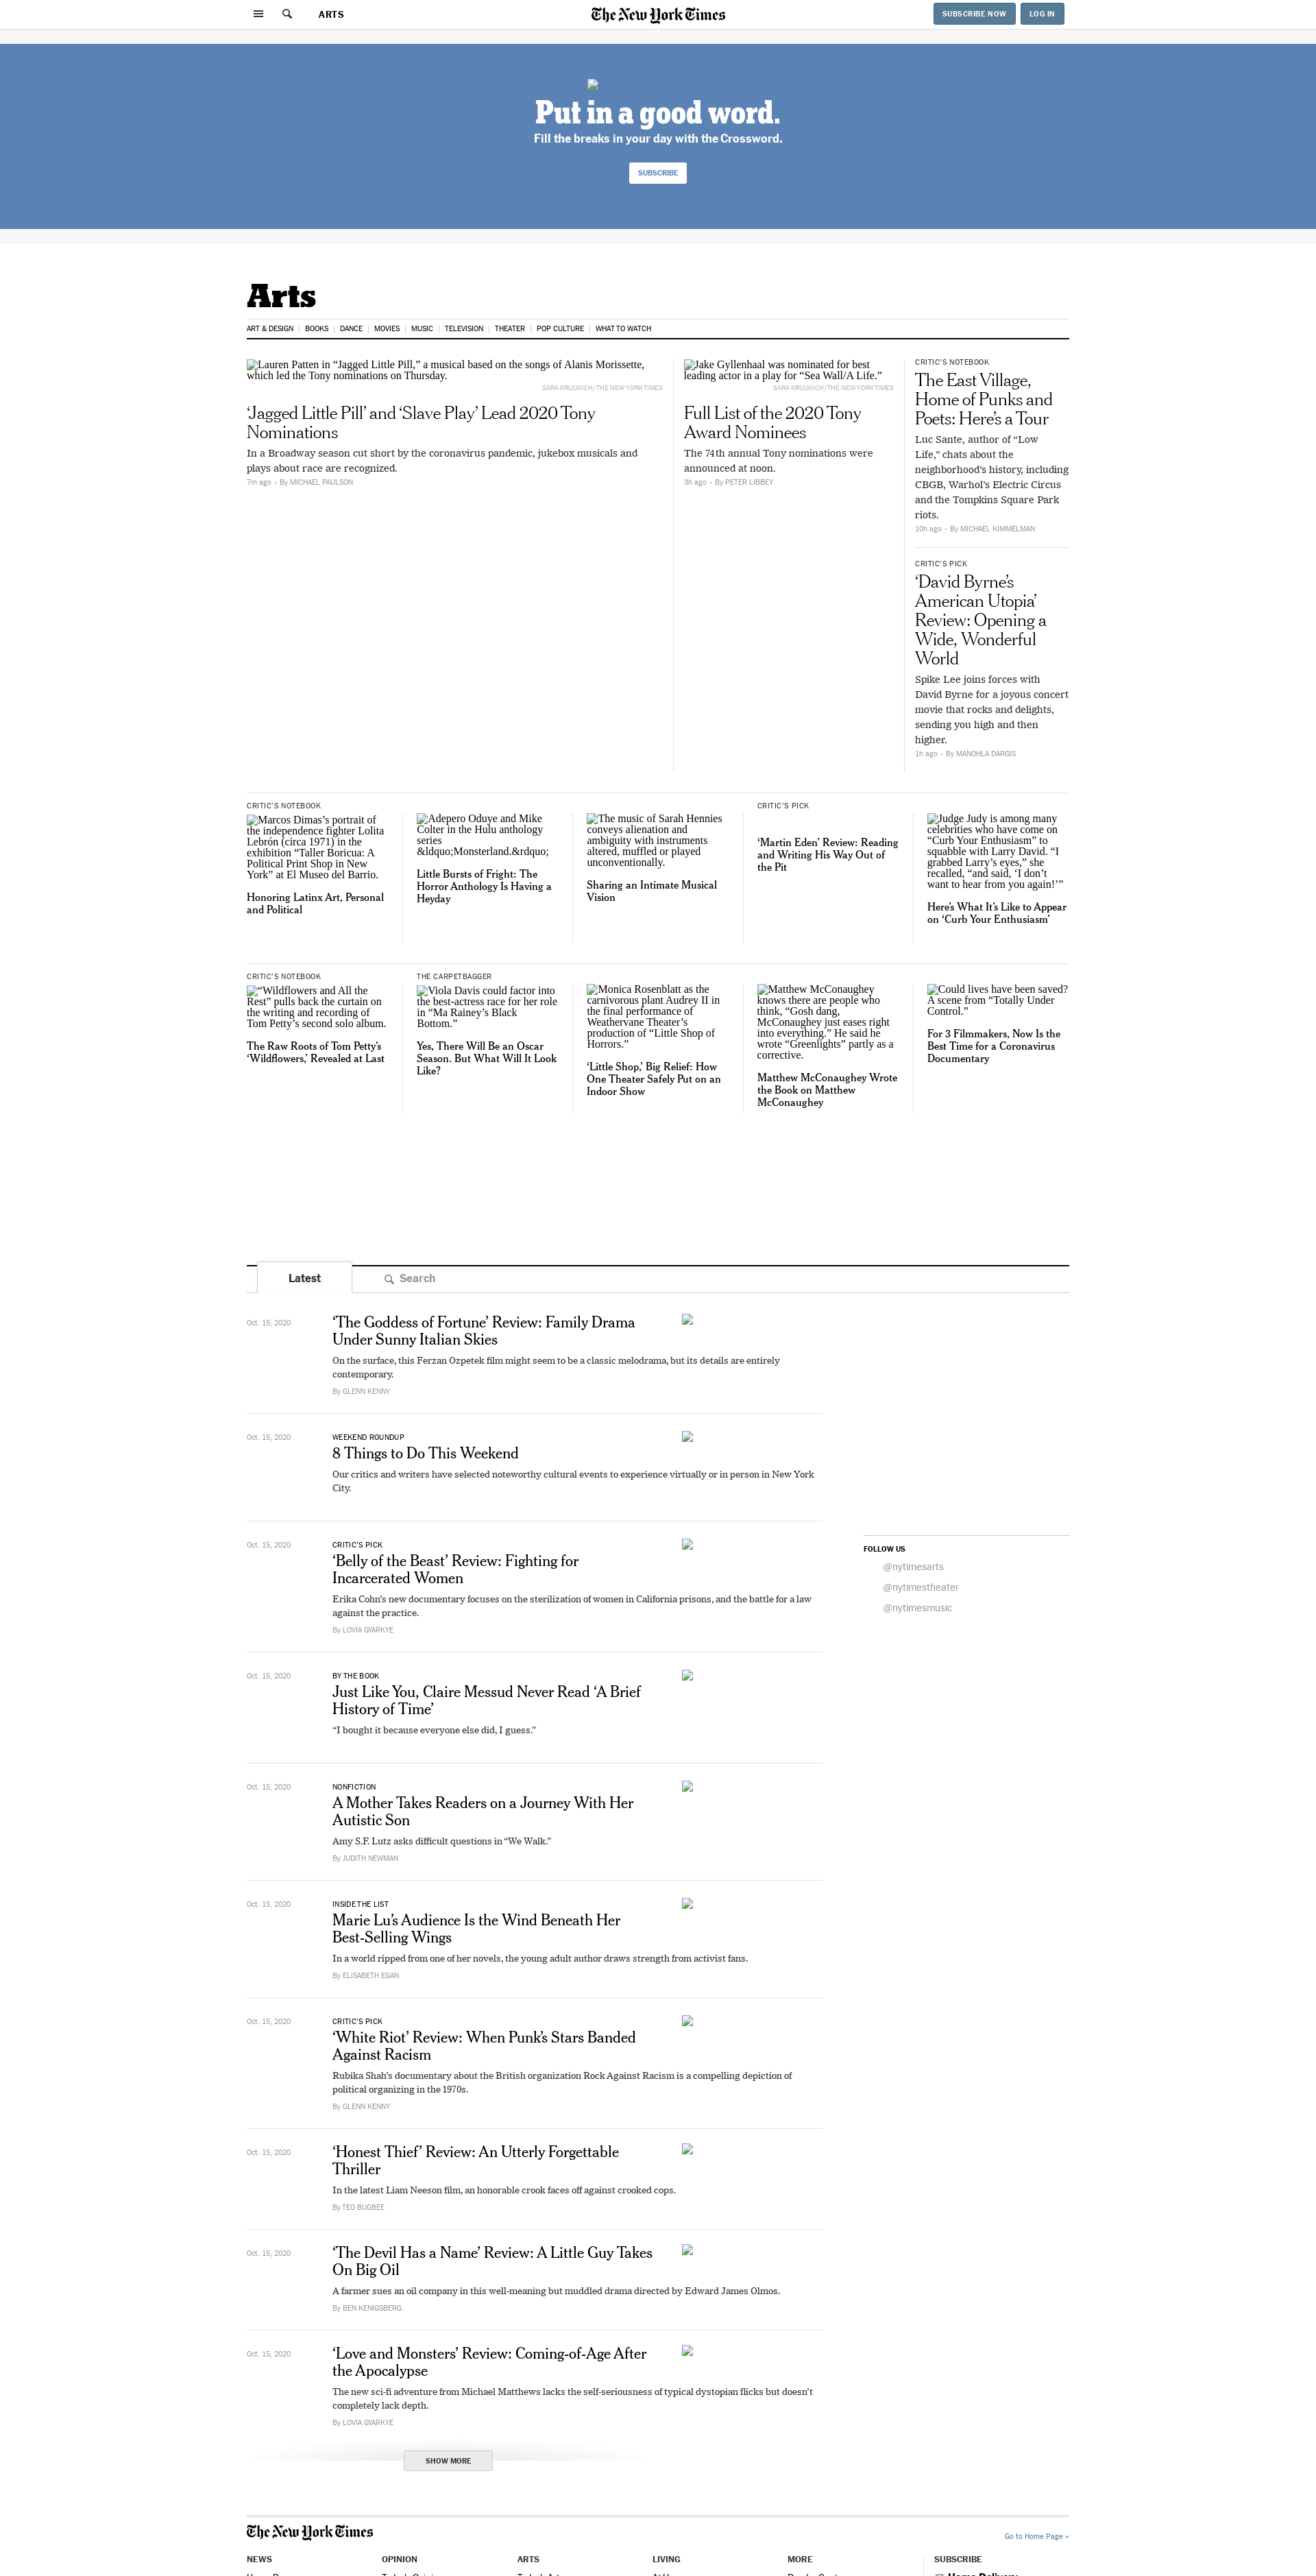 ARTS
The New York Times
SUBSCRIBE NOW
LOG IN
Put in a good word.
Fill the breaks in your day with the Crossword.
SUBSCRIBE
Arts
ART & DESIGN | BOOKS | DANCE | MOVIES | MUSIC | TELEVISION | THEATER | POP CULTURE | WHAT TO WATCH
Lauren Patten in “Jagged Little Pill,” a musical based on the songs of Alanis Morissette,
which led the Tony nominations on Thursday.
SARA KRULWICH/THE NEW YORK TIMES
‘Jagged Little Pill’ and ‘Slave Play’ Lead 2020 Tony
Nominations
In a Broadway season cut short by the coronavirus pandemic, jukebox musicals and
plays about race are recognized.
7m ago • By MICHAEL PAULSON
Jake Gyllenhaal was nominated for best
leading actor in a play for “Sea Wall/A Life.”
SARA KRULWICH/THE NEW YORK TIMES
Full List of the 2020 Tony
Award Nominees
The 74th annual Tony nominations were
announced at noon.
3h ago • By PETER LIBBEY
CRITIC’S NOTEBOOK
The East Village,
Home of Punks and
Poets: Here’s a Tour
Luc Sante, author of “Low
Life,” chats about the
neighborhood’s history, including
CBGB, Warhol’s Electric Circus
and the Tompkins Square Park
riots.
10h ago • By MICHAEL KIMMELMAN
CRITIC’S PICK
‘David Byrne’s
American Utopia’
Review: Opening a
Wide, Wonderful
World
Spike Lee joins forces with
David Byrne for a joyous concert
movie that rocks and delights,
sending you high and then
higher.
1h ago • By MANOHLA DARGIS
CRITIC’S NOTEBOOK
Marcos Dimas’s portrait of
the independence fighter Lolita
Lebrón (circa 1971) in the
exhibition “Taller Boricua: A
Political Print Shop in New
York” at El Museo del Barrio.
Honoring Latinx Art, Personal
and Political
Adepero Oduye and Mike
Colter in the Hulu anthology
series
&ldquo;Monsterland.&rdquo;
Little Bursts of Fright: The
Horror Anthology Is Having a
Heyday
The music of Sarah Hennies
conveys alienation and
ambiguity with instruments
altered, muffled or played
unconventionally.
Sharing an Intimate Musical
Vision
CRITIC’S PICK
‘Martin Eden’ Review: Reading
and Writing His Way Out of
the Pit
Judge Judy is among many
celebrities who have come on
“Curb Your Enthusiasm” to
squabble with Larry David. “I
grabbed Larry’s eyes,” she
recalled, “and said, ‘I don’t
want to hear from you again!’”
Here’s What It’s Like to Appear
on ‘Curb Your Enthusiasm’
CRITIC’S NOTEBOOK
“Wildflowers and All the
Rest” pulls back the curtain on
the writing and recording of
Tom Petty’s second solo album.
The Raw Roots of Tom Petty’s
‘Wildflowers,’ Revealed at Last
THE CARPETBAGGER
Viola Davis could factor into
the best-actress race for her role
in “Ma Rainey’s Black
Bottom.”
Yes, There Will Be an Oscar
Season. But What Will It Look
Like?
Monica Rosenblatt as the
carnivorous plant Audrey II in
the final performance of
Weathervane Theater’s
production of “Little Shop of
Horrors.”
‘Little Shop,’ Big Relief: How
One Theater Safely Put on an
Indoor Show
Matthew McConaughey
knows there are people who
think, “Gosh dang,
McConaughey just eases right
into everything.” He said he
wrote “Greenlights” partly as a
corrective.
Matthew McConaughey Wrote
the Book on Matthew
McConaughey
Could lives have been saved?
A scene from “Totally Under
Control.”
For 3 Filmmakers, Now Is the
Best Time for a Coronavirus
Documentary
Latest
Search
Oct. 15, 2020
‘The Goddess of Fortune’ Review: Family Drama
Under Sunny Italian Skies
On the surface, this Ferzan Ozpetek film might seem to be a classic melodrama, but its details are entirely
contemporary.
By GLENN KENNY
Oct. 15, 2020
WEEKEND ROUNDUP
8 Things to Do This Weekend
Our critics and writers have selected noteworthy cultural events to experience virtually or in person in New York
City.
Oct. 15, 2020
CRITIC’S PICK
‘Belly of the Beast’ Review: Fighting for
Incarcerated Women
Erika Cohn’s new documentary focuses on the sterilization of women in California prisons, and the battle for a law
against the practice.
By LOVIA GYARKYE
FOLLOW US
@nytimesarts
@nytimestheater
@nytimesmusic
Oct. 15, 2020
BY THE BOOK
Just Like You, Claire Messud Never Read ‘A Brief
History of Time’
“I bought it because everyone else did, I guess.”
Oct. 15, 2020
NONFICTION
A Mother Takes Readers on a Journey With Her
Autistic Son
Amy S.F. Lutz asks difficult questions in “We Walk.”
By JUDITH NEWMAN
Oct. 15, 2020
INSIDE THE LIST
Marie Lu’s Audience Is the Wind Beneath Her
Best-Selling Wings
In a world ripped from one of her novels, the young adult author draws strength from activist fans.
By ELISABETH EGAN
Oct. 15, 2020
CRITIC’S PICK
‘White Riot’ Review: When Punk’s Stars Banded
Against Racism
Rubika Shah’s documentary about the British organization Rock Against Racism is a compelling depiction of
political organizing in the 1970s.
By GLENN KENNY
Oct. 15, 2020
‘Honest Thief’ Review: An Utterly Forgettable
Thriller
In the latest Liam Neeson film, an honorable crook faces off against crooked cops.
By TEO BUGBEE
Oct. 15, 2020
‘The Devil Has a Name’ Review: A Little Guy Takes
On Big Oil
A farmer sues an oil company in this well-meaning but muddled drama directed by Edward James Olmos.
By BEN KENIGSBERG
Oct. 15, 2020
‘Love and Monsters’ Review: Coming-of-Age After
the Apocalypse
The new sci-fi adventure from Michael Matthews lacks the self-seriousness of typical dystopian flicks but doesn’t
completely lack depth.
By LOVIA GYARKYE
SHOW MORE
The New York Times
Go to Home Page »
NEWS
OPINION
ARTS
LIVING
MORE
SUBSCRIBE